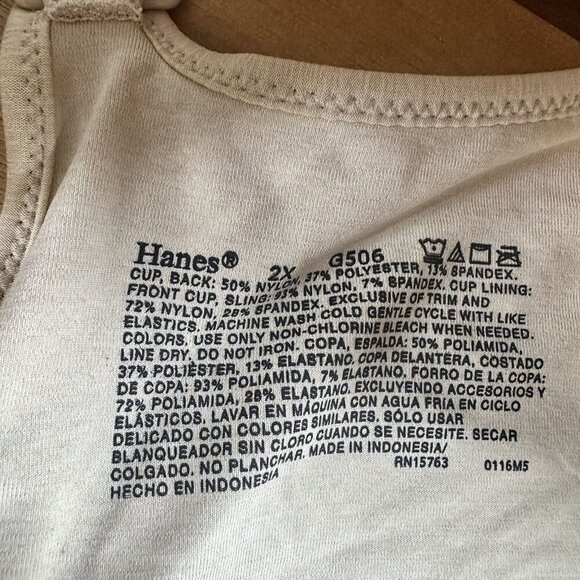 Hanes® 2X G506
CUP, BACK: 50% NYLON, 37% POLYESTER, 13% SPANDEX.
FRONT CUP, SLING: 93% NYLON, 7% SPANDEX. CUP LINING:
72% NYLON, 28% SPANDEX. EXCLUSIVE OF TRIM AND
ELASTICS. MACHINE WASH COLD GENTLE CYCLE WITH LIKE
COLORS. USE ONLY NON-CHLORINE BLEACH WHEN NEEDED.
LINE DRY. DO NOT IRON. COPA, ESPALDA: 50% POLIAMIDA,
37% POLIÉSTER, 13% ELASTANO. COPA DELANTERA, COSTADO
DE COPA: 93% POLIAMIDA, 7% ELASTANO. FORRO DE LA COPA:
72% POLIAMIDA, 28% ELASTANO. EXCLUYENDO ACCESORIOS Y
ELÁSTICOS. LAVAR EN MÁQUINA CON AGUA FRIA EN CICLO
DELICADO CON COLORES SIMILARES. SÓLO USAR
BLANQUEADOR SIN CLORO CUANDO SE NECESITE. SECAR
COLGADO. NO PLANCHAR. MADE IN INDONESIA/
HECHO EN INDONESIA RN15763 0116M5